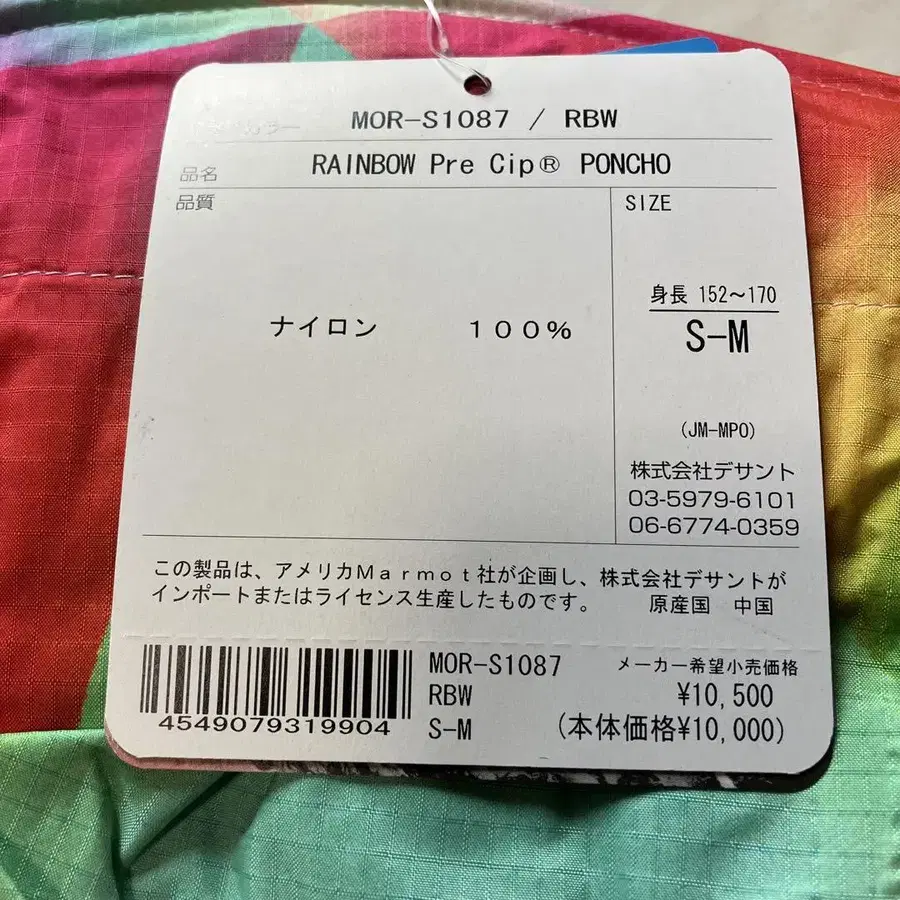 カラー MOR-S1087 / RBW
品名 RAINBOW Pre Cip® PONCHO
品質
SIZE
ナイロン 100%
身長 152〜170
S-M
(JM-MPO)
株式会社デサント
03-5979-6101
06-6774-0359
この製品は、アメリカMarmot社が企画し、株式会社デサントが
インポートまたはライセンス生産したものです。 原産国 中国
4549079319904
MOR-S1087
RBW
S-M
メーカー希望小売価格
¥10,500
(本体価格¥10,000)